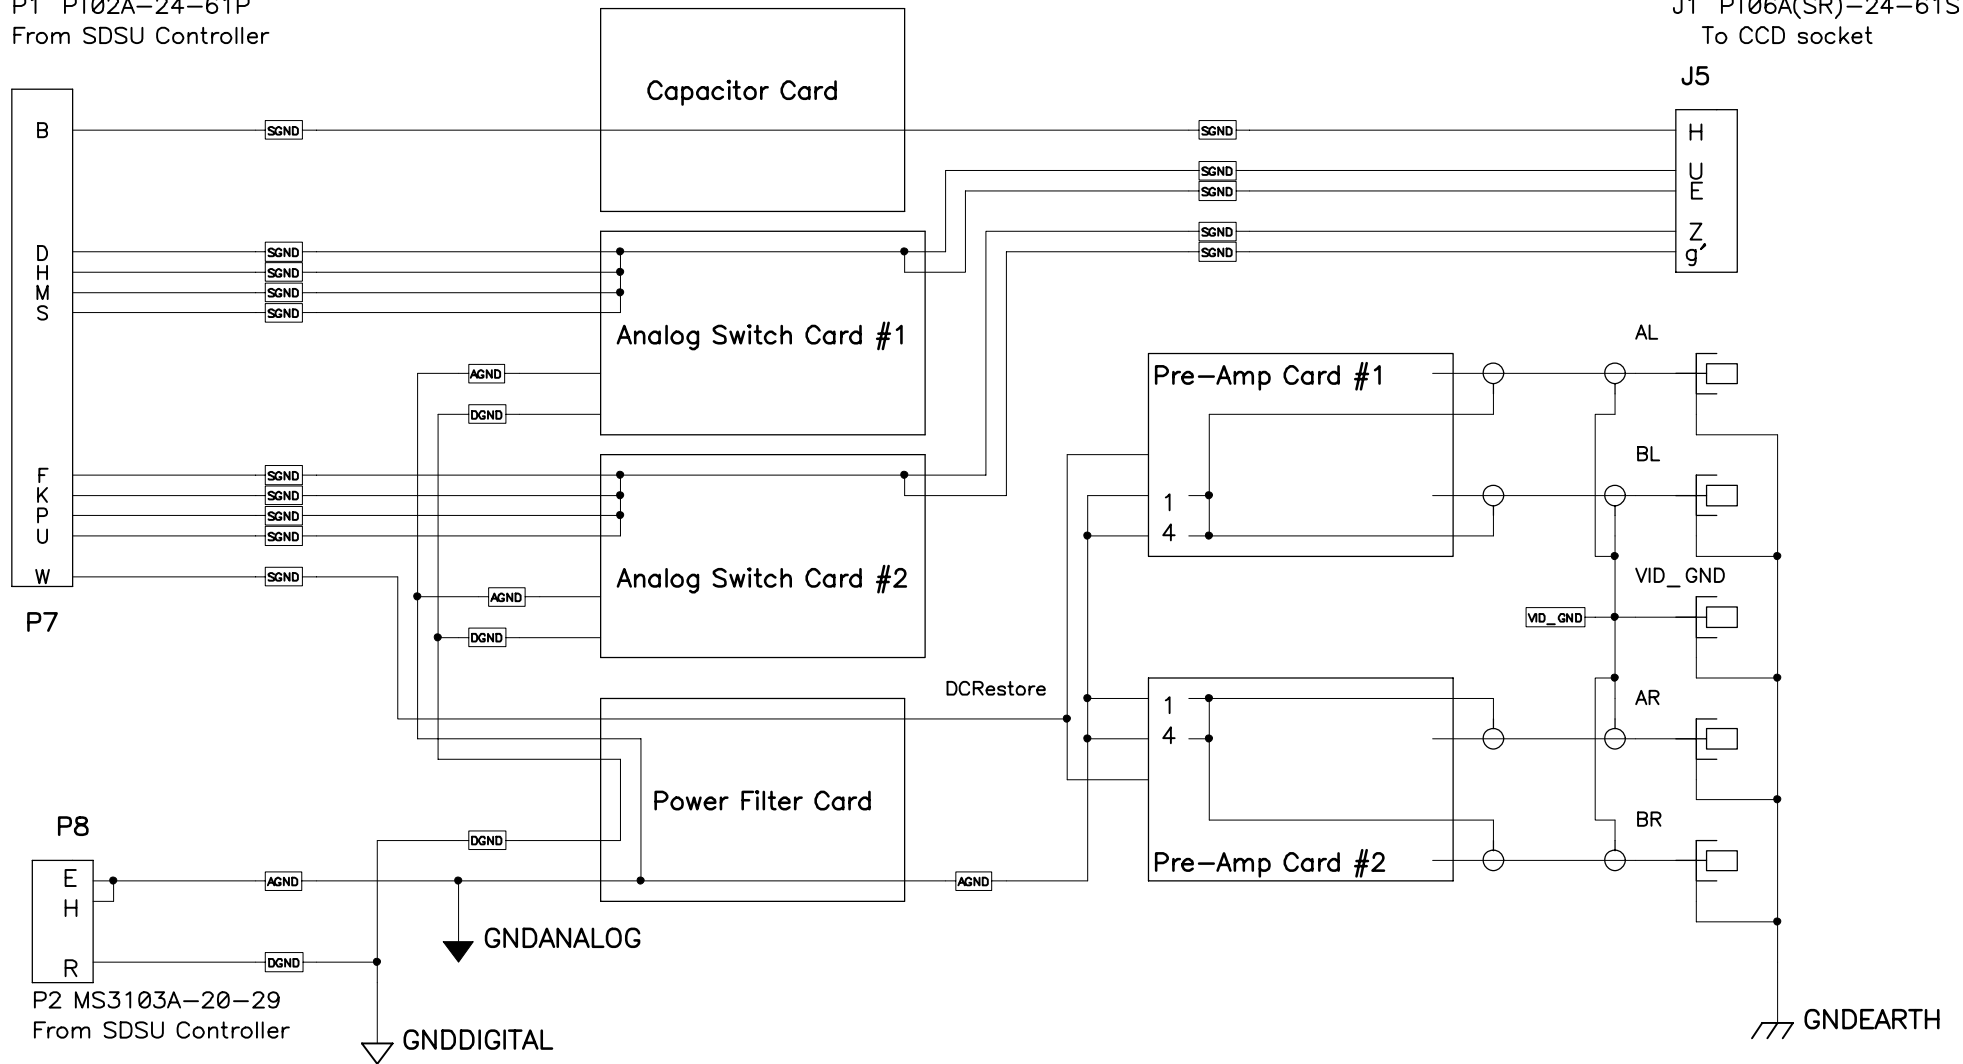 P1 PT02A-24-61P
From SDSU Controller
J1 PT06A(SR)-24-61S
To CCD socket
J5
Capacitor Card
B
SGND
SGND
H
SGND
U
SGND
E
SGND
Z
SGND
g′
D
SGND
H
SGND
M
SGND
S
SGND
Analog Switch Card #1
AGND
DGND
AL
Pre-Amp Card #1
BL
1
4
F
SGND
K
SGND
P
SGND
U
SGND
W
SGND
Analog Switch Card #2
AGND
DGND
P7
VID_GND
VID_GND
DCRestore
1
4
AR
Power Filter Card
BR
Pre-Amp Card #2
P8
DGND
E
AGND
AGND
H
GNDANALOG
R
DGND
P2 MS3103A-20-29
From SDSU Controller
GNDDIGITAL
GNDEARTH